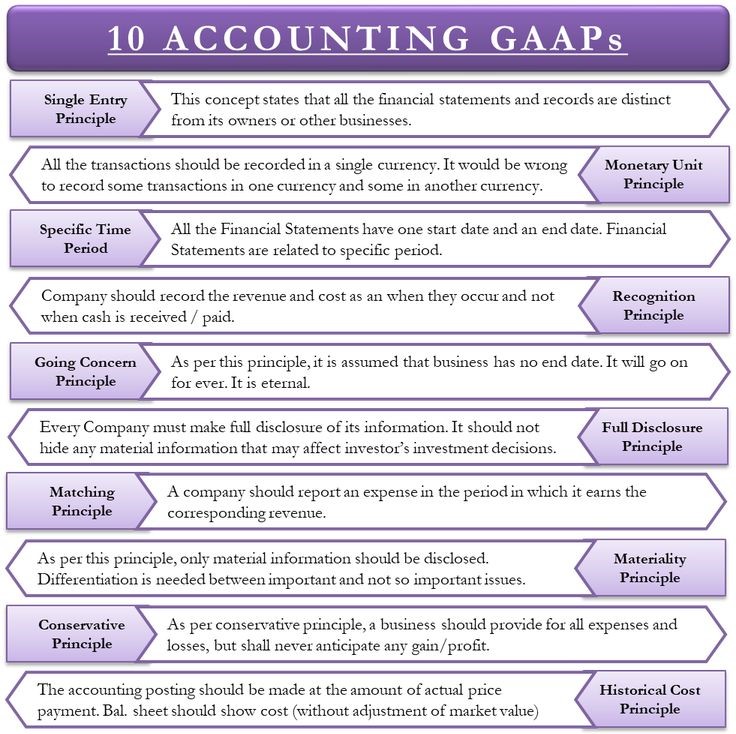 10 ACCOUNTING GAAPs
Single Entry
Principle
This concept states that all the financial statements and records are distinct
from its owners or other businesses.
All the transactions should be recorded in a single currency. It would be wrong
to record some transactions in one currency and some in another currency.
Monetary Unit
Principle
Specific Time
Period
All the Financial Statements have one start date and an end date. Financial
Statements are related to specific period.
Company should record the revenue and cost as an when they occur and not
when cash is received / paid.
Recognition
Principle
Going Concern
Principle
As per this principle, it is assumed that business has no end date. It will go on
for ever. It is eternal.
Every Company must make full disclosure of its information. It should not
hide any material information that may affect investor's investment decisions.
Full Disclosure
Principle
Matching
Principle
A company should report an expense in the period in which it earns the
corresponding revenue.
As per this principle, only material information should be disclosed.
Differentiation is needed between important and not so important issues.
Materiality
Principle
Conservative
Principle
As per conservative principle, a business should provide for all expenses and
losses, but shall never anticipate any gain/profit.
The accounting posting should be made at the amount of actual price
payment. Bal. sheet should show cost (without adjustment of market value)
Historical Cost
Principle